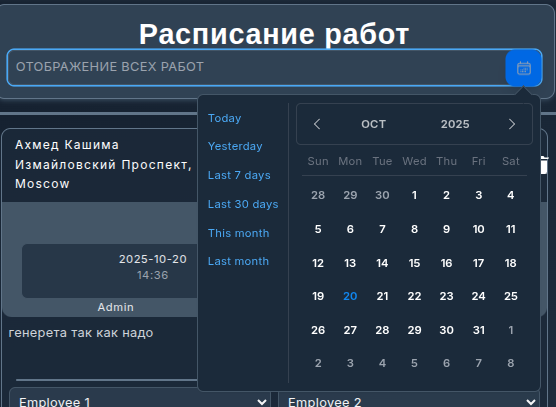 Расписание работ
ОТОБРАЖЕНИЕ ВСЕХ РАБОТ
Ахмед Кашима
Измайловский Проспект,
Moscow
2025-10-20
14:36
Admin
генерета так как надо
Employee 1
Employee 2
Today
Yesterday
Last 7 days
Last 30 days
This month
Last month
OCT 2025
Sun Mon Tue Wed Thu Fri Sat
28 29 30 1 2 3 4
5 6 7 8 9 10 11
12 13 14 15 16 17 18
19 20 21 22 23 24 25
26 27 28 29 30 31 1
2 3 4 5 6 7 8